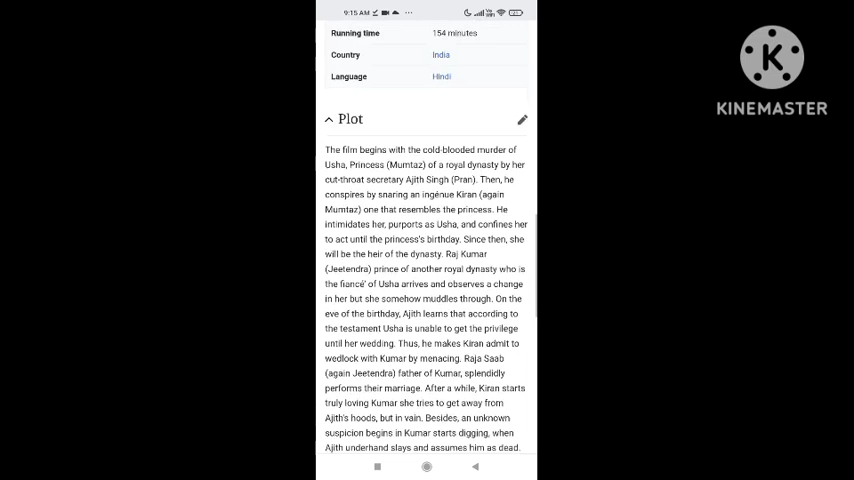 9:15 AM
Running time 154 minutes
Country India
Language Hindi
Plot
The film begins with the cold-blooded murder of
Usha, Princess (Mumtaz) of a royal dynasty by her
cut-throat secretary Ajith Singh (Pran). Then, he
conspires by snaring an ingénue Kiran (again
Mumtaz) one that resembles the princess. He
intimidates her, purports as Usha, and confines her
to act until the princess's birthday. Since then, she
will be the heir of the dynasty. Raj Kumar
(Jeetendra) prince of another royal dynasty who is
the fiancé' of Usha arrives and observes a change
in her but she somehow muddles through. On the
eve of the birthday, Ajith learns that according to
the testament Usha is unable to get the privilege
until her wedding. Thus, he makes Kiran admit to
wedlock with Kumar by menacing. Raja Saab
(again Jeetendra) father of Kumar, splendidly
performs their marriage. After a while, Kiran starts
truly loving Kumar she tries to get away from
Ajith's hoods, but in vain. Besides, an unknown
suspicion begins in Kumar starts digging, when
Ajith underhand slays and assumes him as dead.
K
KINEMASTER